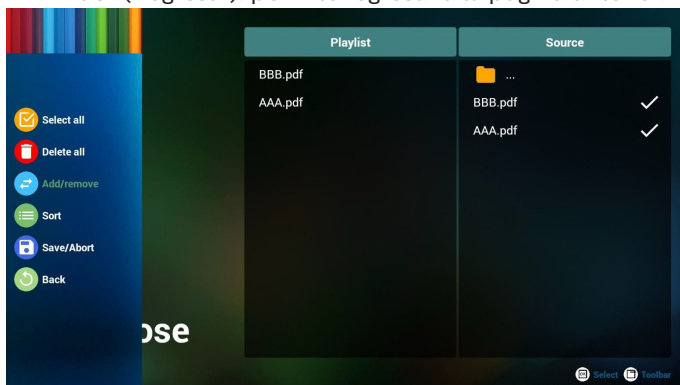 Playlist
Source
BBB.pdf
AAA.pdf
...
BBB.pdf
AAA.pdf
Select all
Delete all
Add/remove
Sort
Save/Abort
Back
ose
OK Select
Toolbar